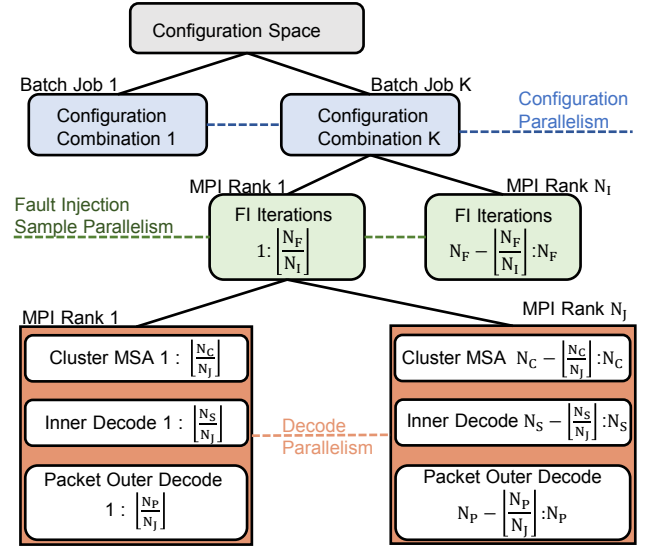 Configuration Space
Batch Job 1
Batch Job K
Configuration
Combination 1
Configuration
Combination K
Configuration
Parallelism
MPI Rank 1
MPI Rank N_I
Fault Injection
Sample Parallelism
FI Iterations
1: ⌊N_F/N_I⌋
FI Iterations
N_F − ⌊N_F/N_I⌋ :N_F
MPI Rank 1
MPI Rank N_J
Cluster MSA 1 : ⌊N_C/N_J⌋
Inner Decode 1 : ⌊N_S/N_J⌋
Packet Outer Decode
1 : ⌊N_P/N_J⌋
Decode
Parallelism
Cluster MSA N_C − ⌊N_C/N_J⌋ :N_C
Inner Decode N_S − ⌊N_S/N_J⌋ :N_S
Packet Outer Decode
N_P − ⌊N_P/N_J⌋ :N_P